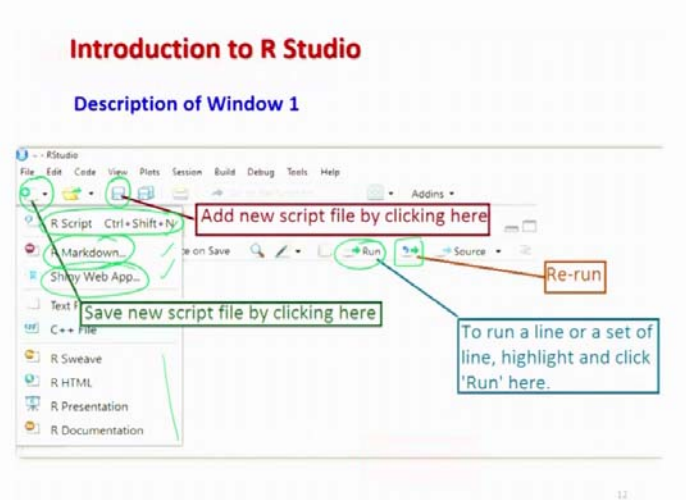 Introduction to R Studio
Description of Window 1
RStudio
File Edit Code View Plots Session Build Debug Tools Help
Addins
R Script Ctrl+Shift+N
Add new script file by clicking here
R Markdown... on Save Run Source
Shiny Web App...
Re-run
Text
Save new script file by clicking here
C++ File
To run a line or a set of
line, highlight and click
'Run' here.
R Sweave
R HTML
R Presentation
R Documentation
12